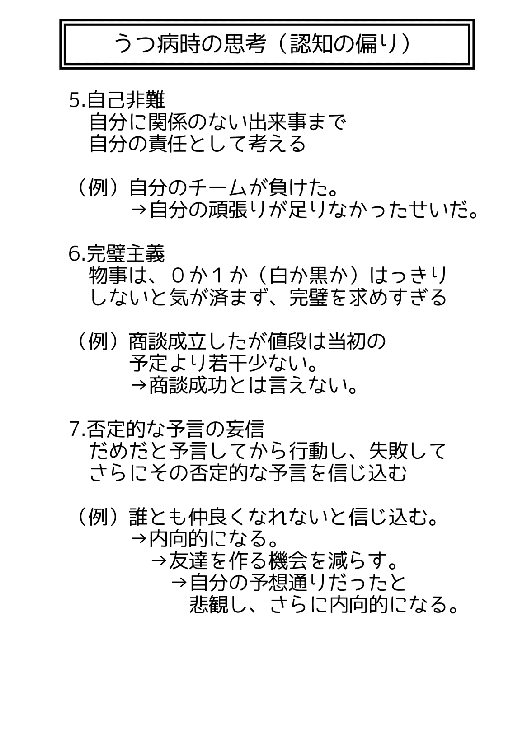 うつ病時の思考（認知の偏り）
5.自己非難
自分に関係のない出来事まで
自分の責任として考える
（例）自分のチームが負けた。
→自分の頑張りが足りなかったせいだ。
6.完璧主義
物事は、０か１か（白か黒か）はっきり
しないと気が済まず、完璧を求めすぎる
（例）商談成立したが値段は当初の
予定より若干少ない。
→商談成功とは言えない。
7.否定的な予言の妄信
だめだと予言してから行動し、失敗して
さらにその否定的な予言を信じ込む
（例）誰とも仲良くなれないと信じ込む。
→内向的になる。
→友達を作る機会を減らす。
→自分の予想通りだったと
悲観し、さらに内向的になる。